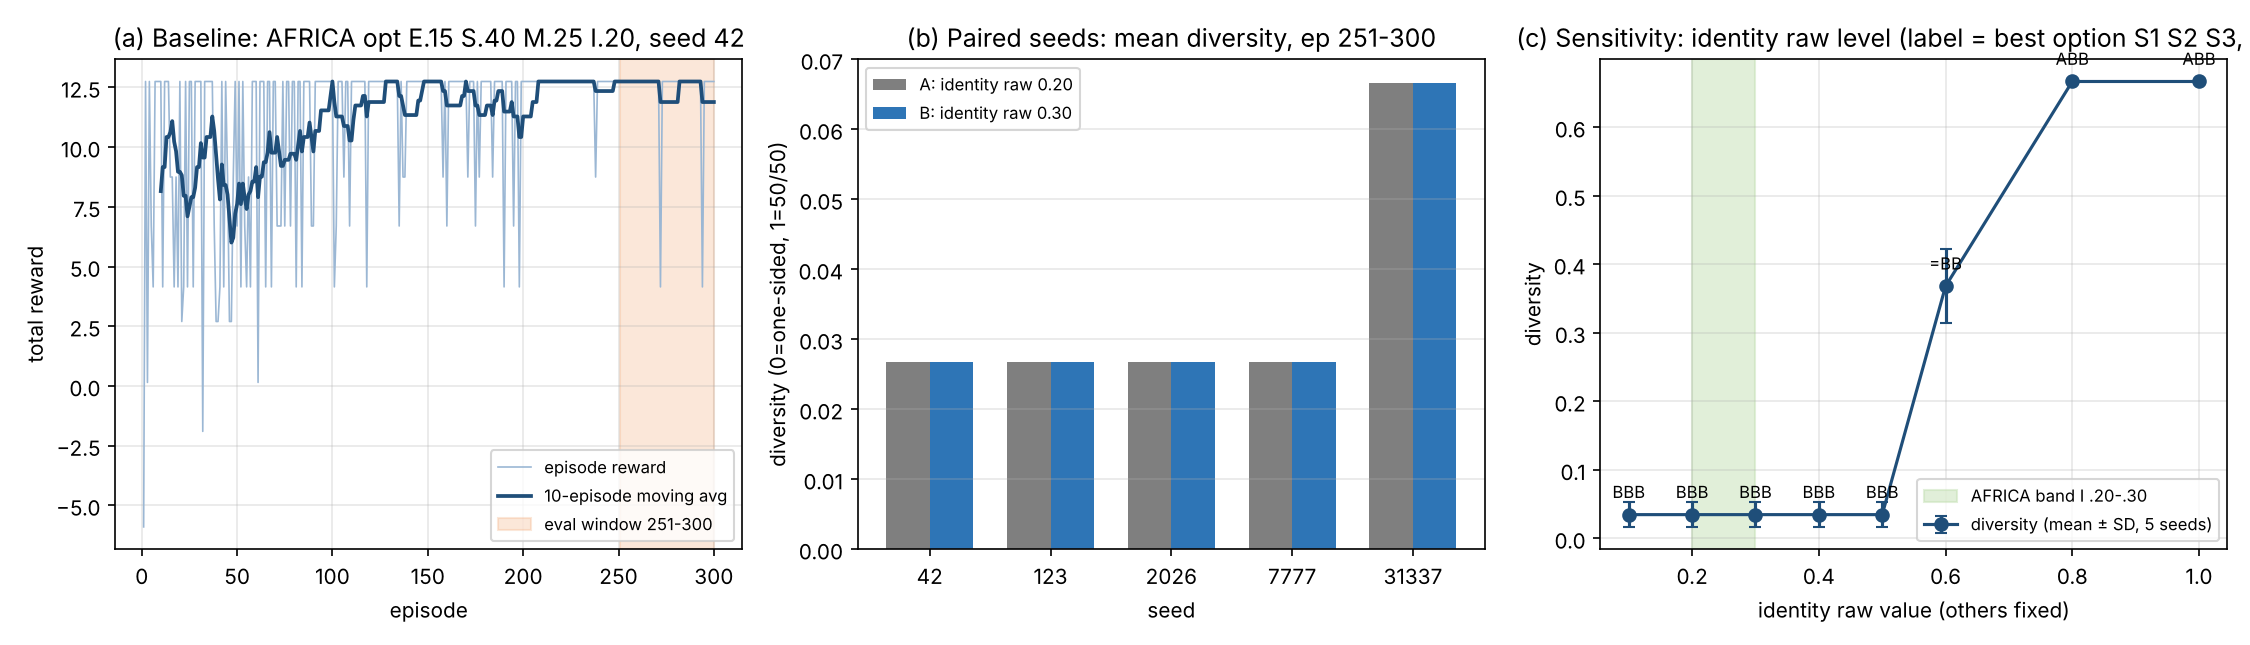 (a) Baseline: AFRICA opt E.15 S.40 M.25 I.20, seed 42
total reward
12.5
10.0
7.5
5.0
2.5
0.0
−2.5
−5.0
episode reward
10-episode moving avg
eval window 251-300
0 50 100 150 200 250 300
episode
(b) Paired seeds: mean diversity, ep 251-300
diversity (0=one-sided, 1=50/50)
0.07
0.06
0.05
0.04
0.03
0.02
0.01
0.00
A: identity raw 0.20
B: identity raw 0.30
42 123 2026 7777 31337
seed
(c) Sensitivity: identity raw level (label = best option S1 S2 S3,
diversity
0.6
0.5
0.4
0.3
0.2
0.1
0.0
ABB ABB
=BB
BBB BBB BBB BBB BBB
AFRICA band I .20-.30
diversity (mean ± SD, 5 seeds)
0.2 0.4 0.6 0.8 1.0
identity raw value (others fixed)